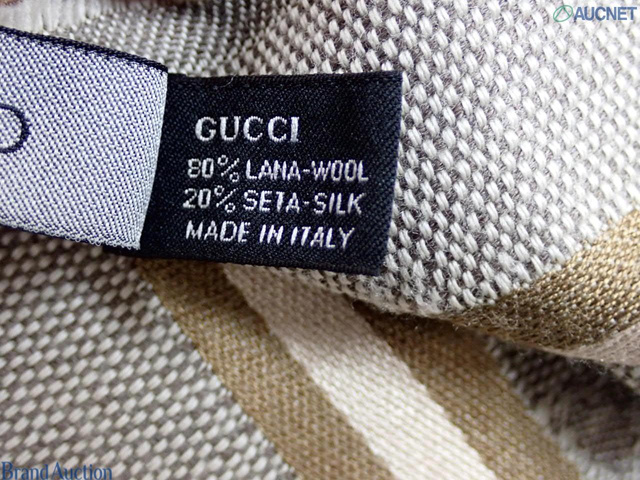 AUCNET
GUCCI
80% LANA-WOOL
20% SETA-SILK
MADE IN ITALY
Brand Auction